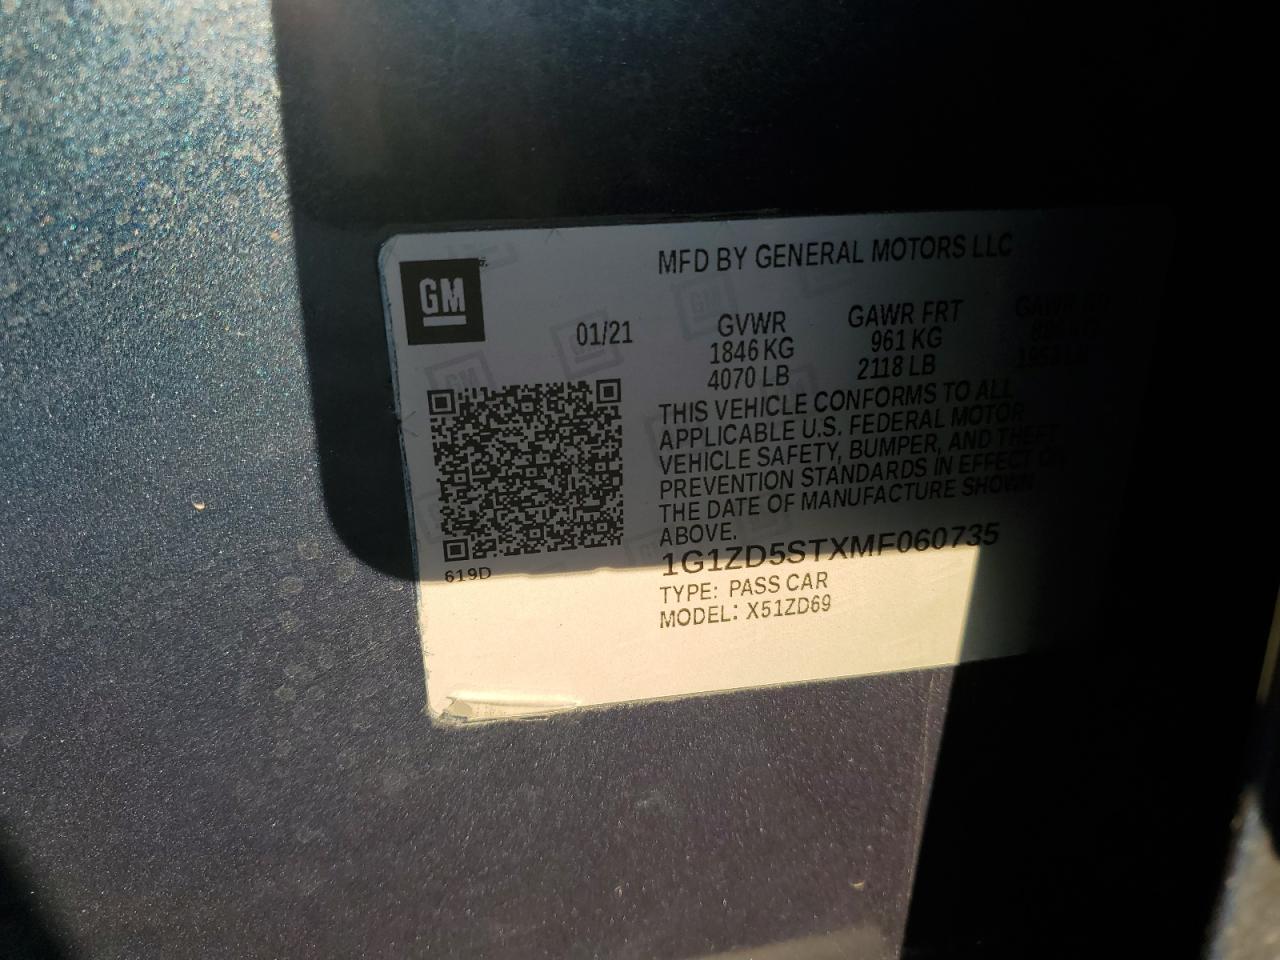 GM
MFD BY GENERAL MOTORS LLC
01/21
GVWR GAWR FRT GAWR
1846 KG 961 KG
4070 LB 2118 LB
THIS VEHICLE CONFORMS TO ALL
APPLICABLE U.S. FEDERAL MOTOR
VEHICLE SAFETY, BUMPER, AND THEFT
PREVENTION STANDARDS IN EFFECT ON
THE DATE OF MANUFACTURE SHOWN
ABOVE.
619D
1G1ZD5STXMF060735
TYPE: PASS CAR
MODEL: X51ZD69